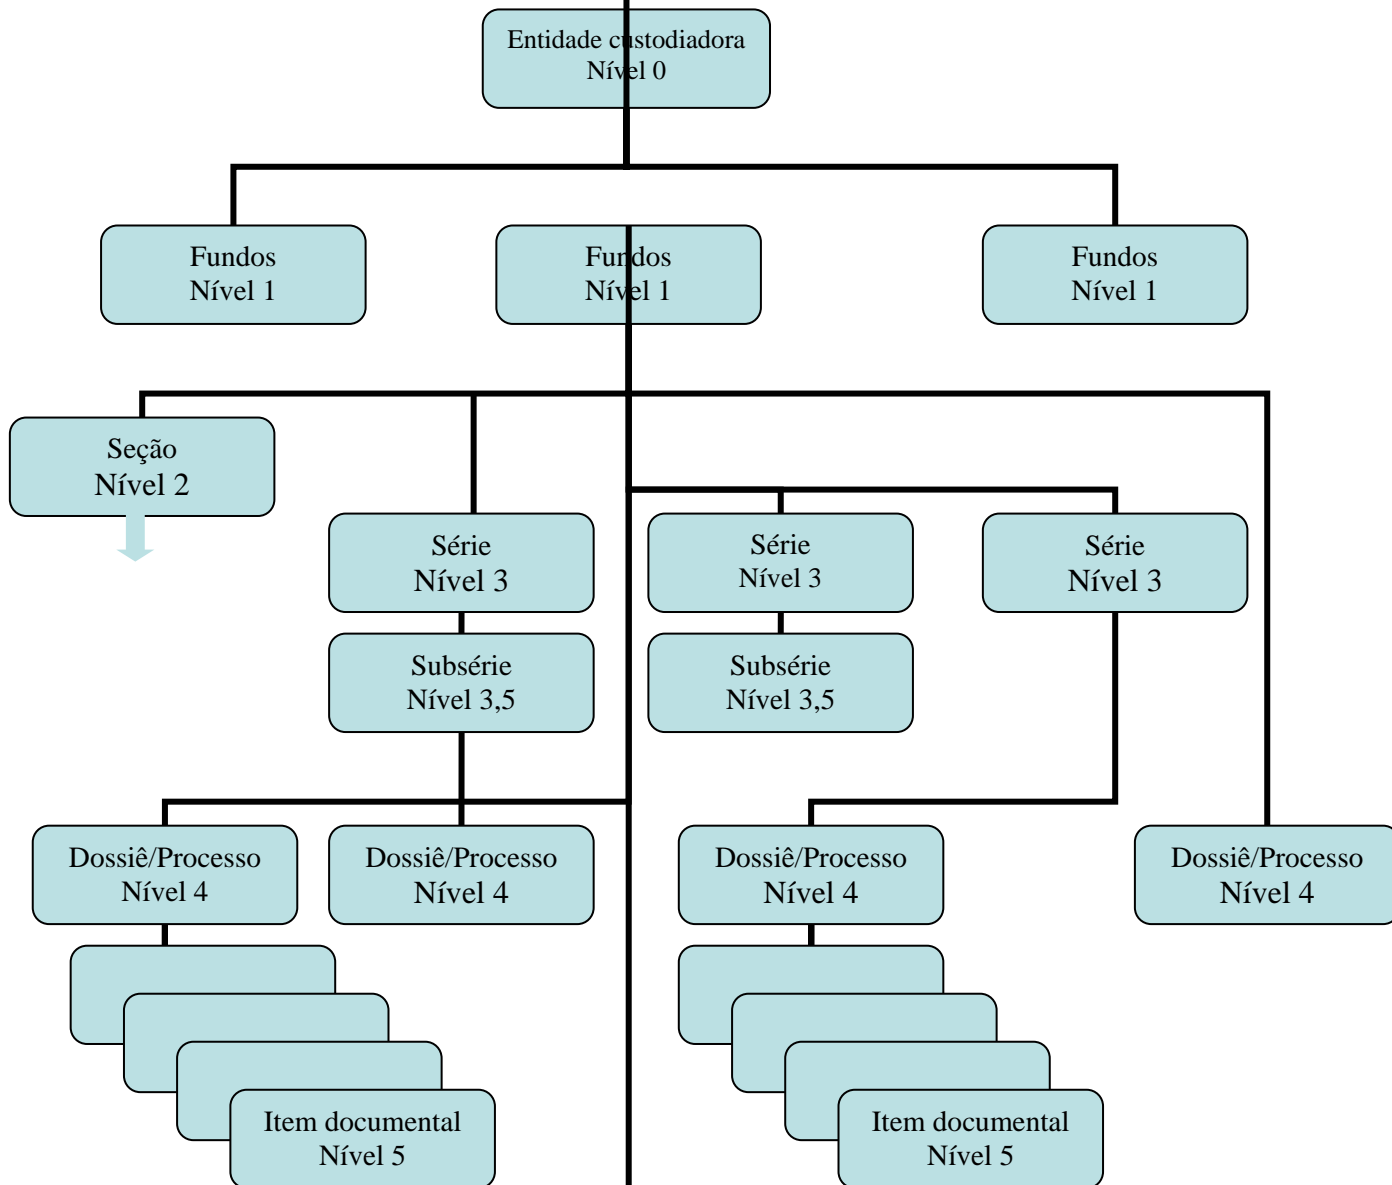 Entidade custodiadora
Nível 0
Fundos
Nível 1
Fundos
Nível 1
Fundos
Nível 1
Seção
Nível 2
Série
Nível 3
Série
Nível 3
Série
Nível 3
Subsérie
Nível 3,5
Subsérie
Nível 3,5
Dossiê/Processo
Nível 4
Dossiê/Processo
Nível 4
Dossiê/Processo
Nível 4
Dossiê/Processo
Nível 4
Item documental
Nível 5
Item documental
Nível 5